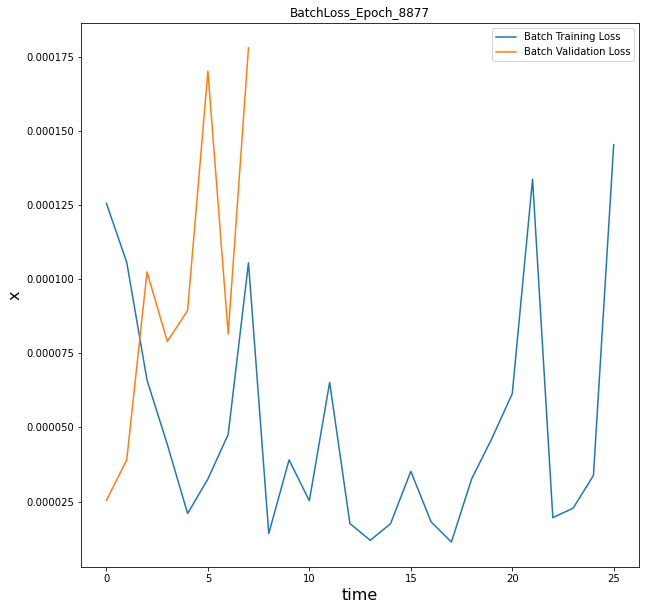 BatchLoss_Epoch_8877
Batch Training Loss
Batch Validation Loss
0.000175
0.000150
0.000125
0.000100
0.000075
0.000050
0.000025
x
0 5 10 15 20 25
time